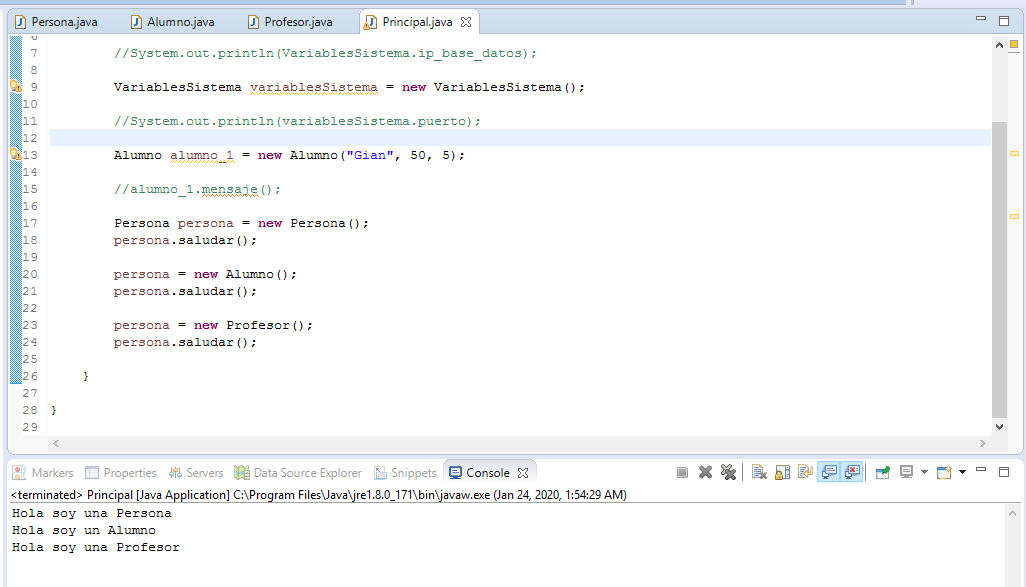 Persona.java Alumno.java Profesor.java Principal.java
6
7 //System.out.println(VariablesSistema.ip_base_datos);
8
9 VariablesSistema variablesSistema = new VariablesSistema();
10
11 //System.out.println(variablesSistema.puerto);
12
13 Alumno alumno_1 = new Alumno("Gian", 50, 5);
14
15 //alumno_1.mensaje();
16
17 Persona persona = new Persona();
18 persona.saludar();
19
20 persona = new Alumno();
21 persona.saludar();
22
23 persona = new Profesor();
24 persona.saludar();
25
26 }
27
28 }
29
Markers Properties Servers Data Source Explorer Snippets Console
<terminated> Principal [Java Application] C:\Program Files\Java\jre1.8.0_171\bin\javaw.exe (Jan 24, 2020, 1:54:29 AM)
Hola soy una Persona
Hola soy un Alumno
Hola soy una Profesor